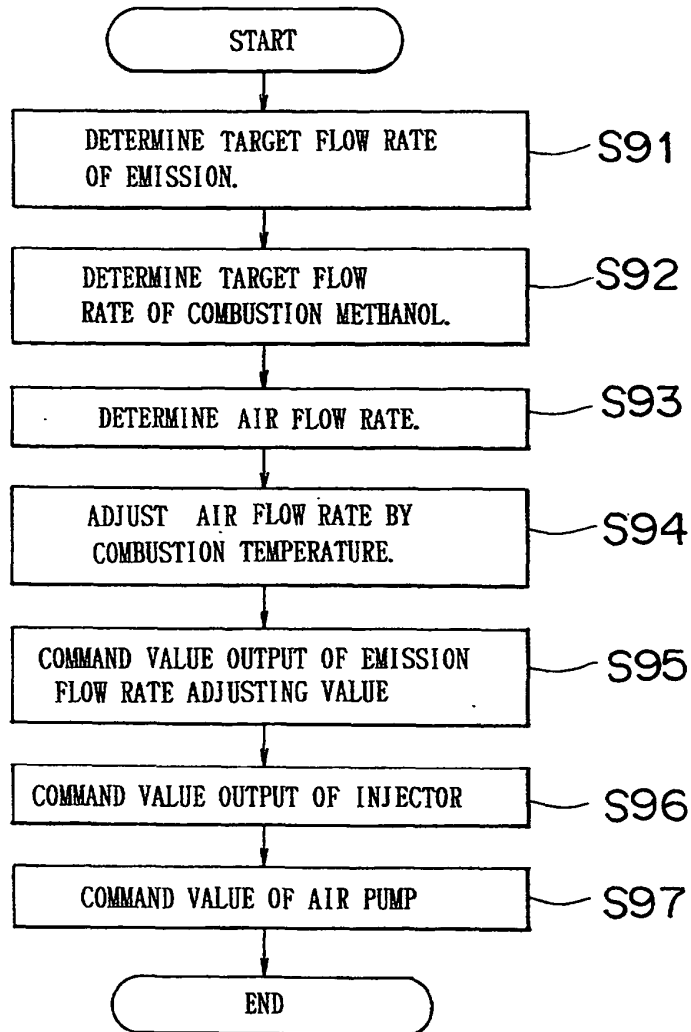 START
DETERMINE TARGET FLOW RATE
OF EMISSION.
S91
DETERMINE TARGET FLOW
RATE OF COMBUSTION METHANOL.
S92
DETERMINE AIR FLOW RATE.
S93
ADJUST AIR FLOW RATE BY
COMBUSTION TEMPERATURE.
S94
COMMAND VALUE OUTPUT OF EMISSION
FLOW RATE ADJUSTING VALUE
S95
COMMAND VALUE OUTPUT OF INJECTOR
S96
COMMAND VALUE OF AIR PUMP
S97
END